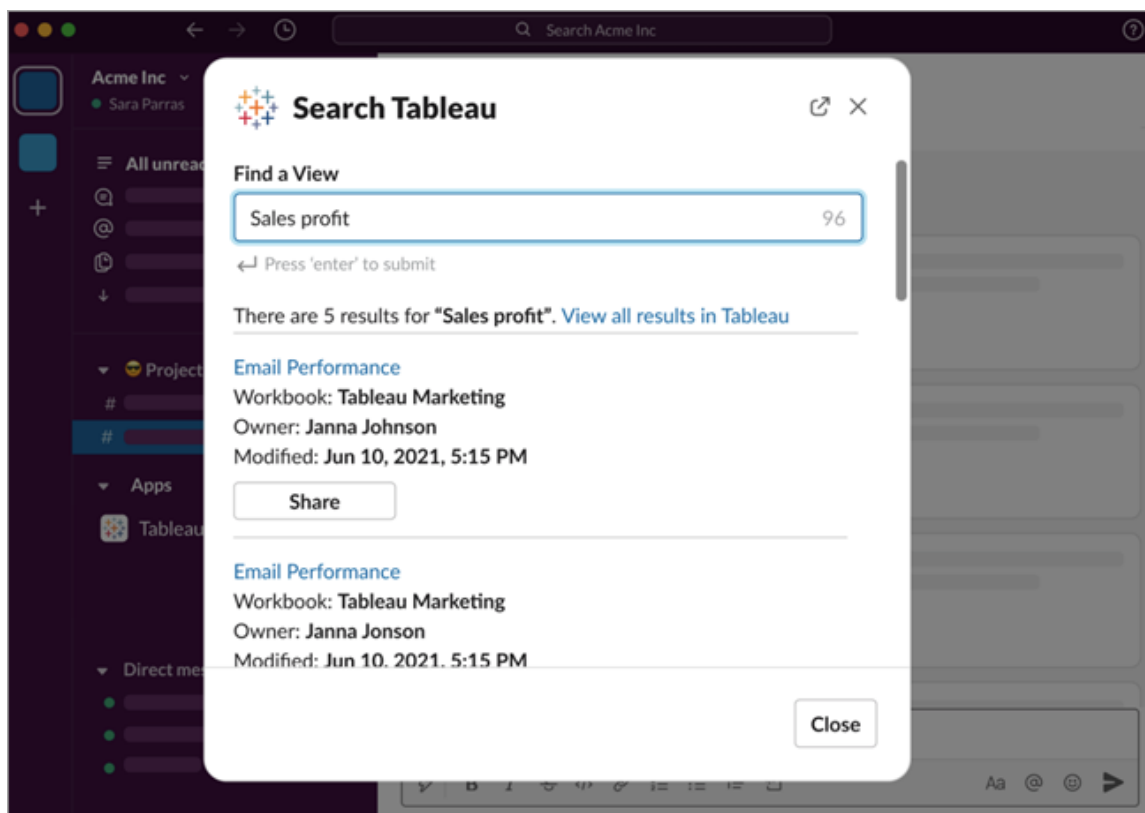 Search Acme Inc
Acme Inc
Sara Parras
All unread
Project
Apps
Tableau
Direct mes
Search Tableau
Find a View
Sales profit 96
Press 'enter' to submit
There are 5 results for “Sales profit”. View all results in Tableau
Email Performance
Workbook: Tableau Marketing
Owner: Janna Johnson
Modified: Jun 10, 2021, 5:15 PM
Share
Email Performance
Workbook: Tableau Marketing
Owner: Janna Jonson
Modified: Jun 10, 2021, 5:15 PM
Close
Aa @